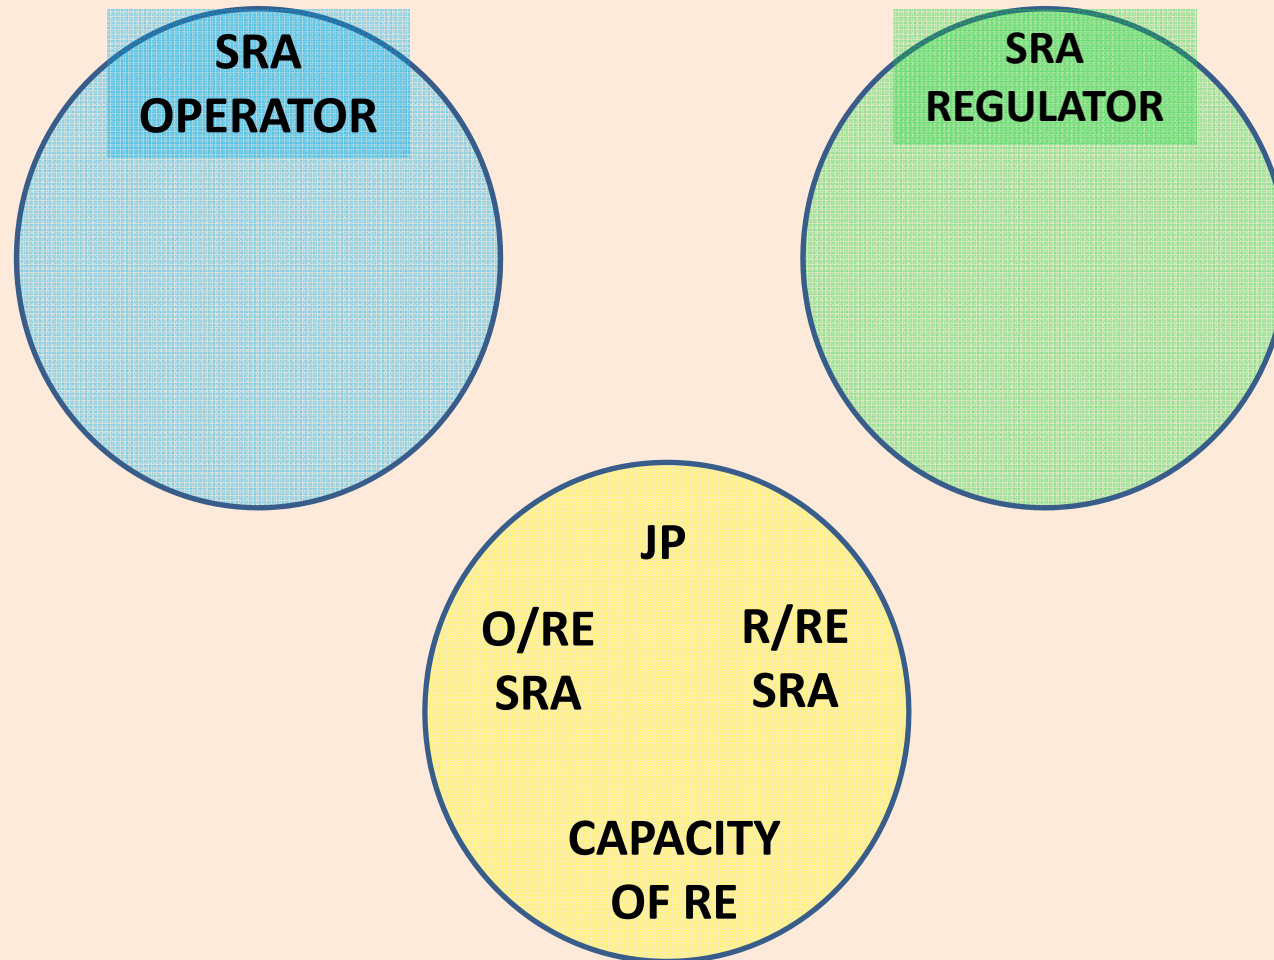 SRA
OPERATOR
SRA
REGULATOR
JP
O/RE
SRA
R/RE
SRA
CAPACITY
OF RE